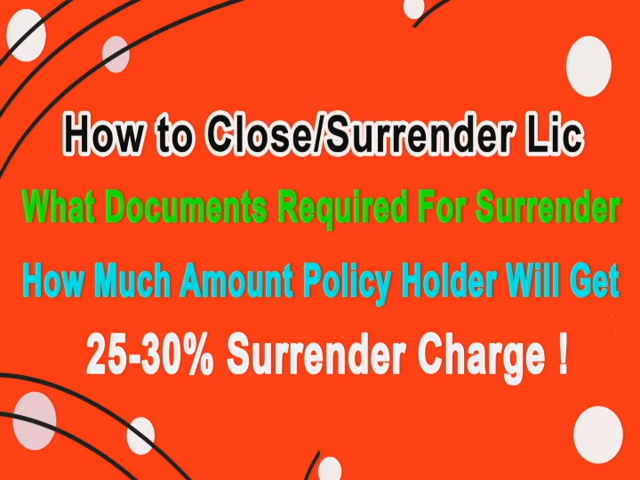 How to Close/Surrender Lic
What Documents Required For Surrender
How Much Amount Policy Holder Will Get
25-30% Surrender Charge !